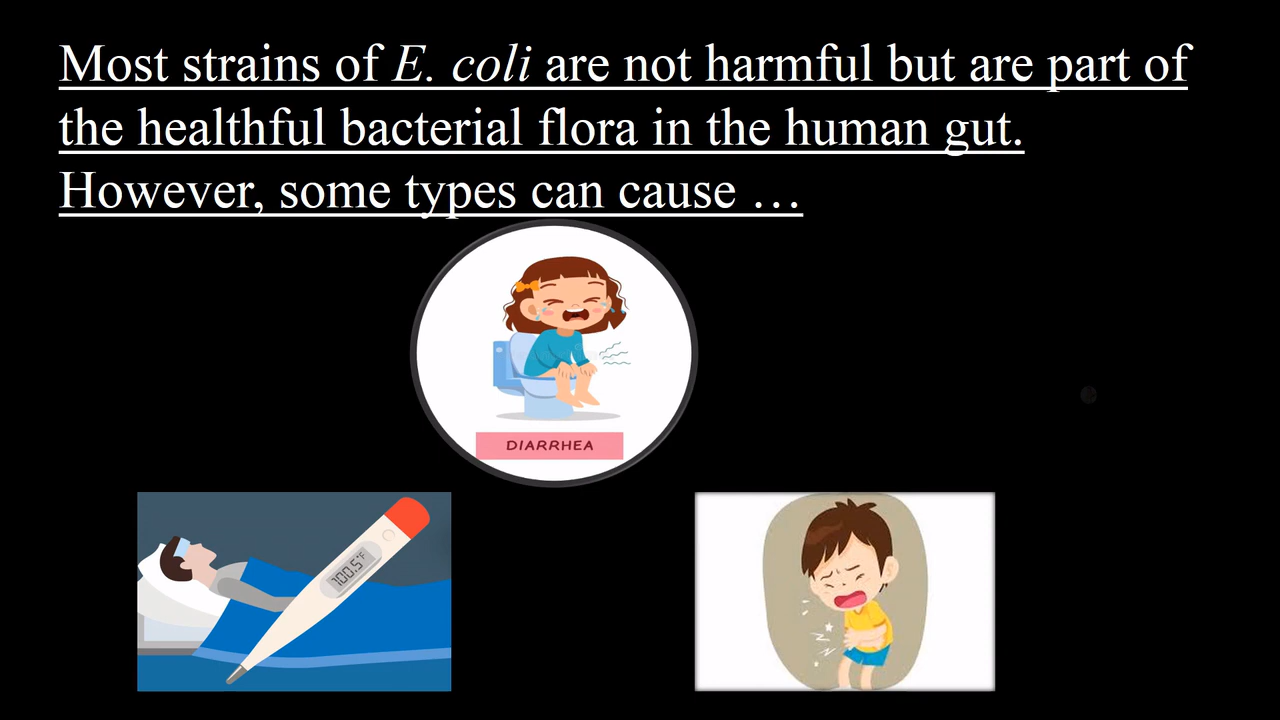 Most strains of E. coli are not harmful but are part of
the healthful bacterial flora in the human gut.
However, some types can cause …
DIARRHEA
100.5°F